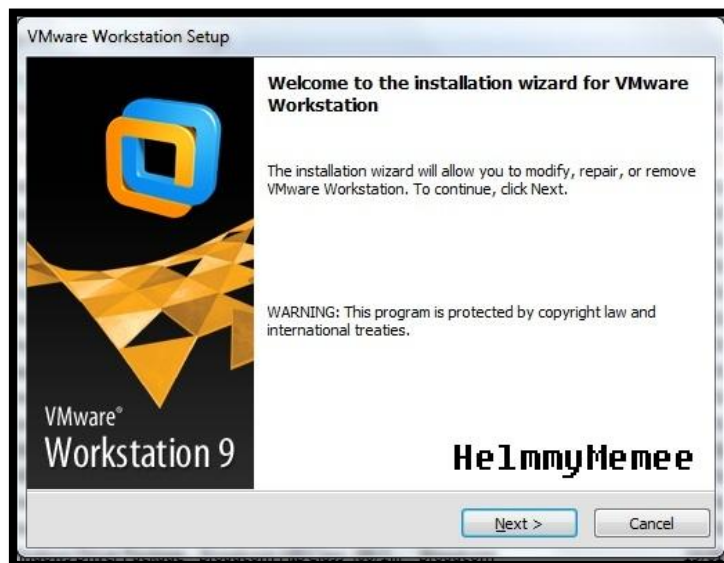 VMware Workstation Setup
Welcome to the installation wizard for VMware
Workstation
The installation wizard will allow you to modify, repair, or remove
VMware Workstation. To continue, click Next.
WARNING: This program is protected by copyright law and
international treaties.
VMware®
Workstation 9
HelmmyMemee
Next >
Cancel